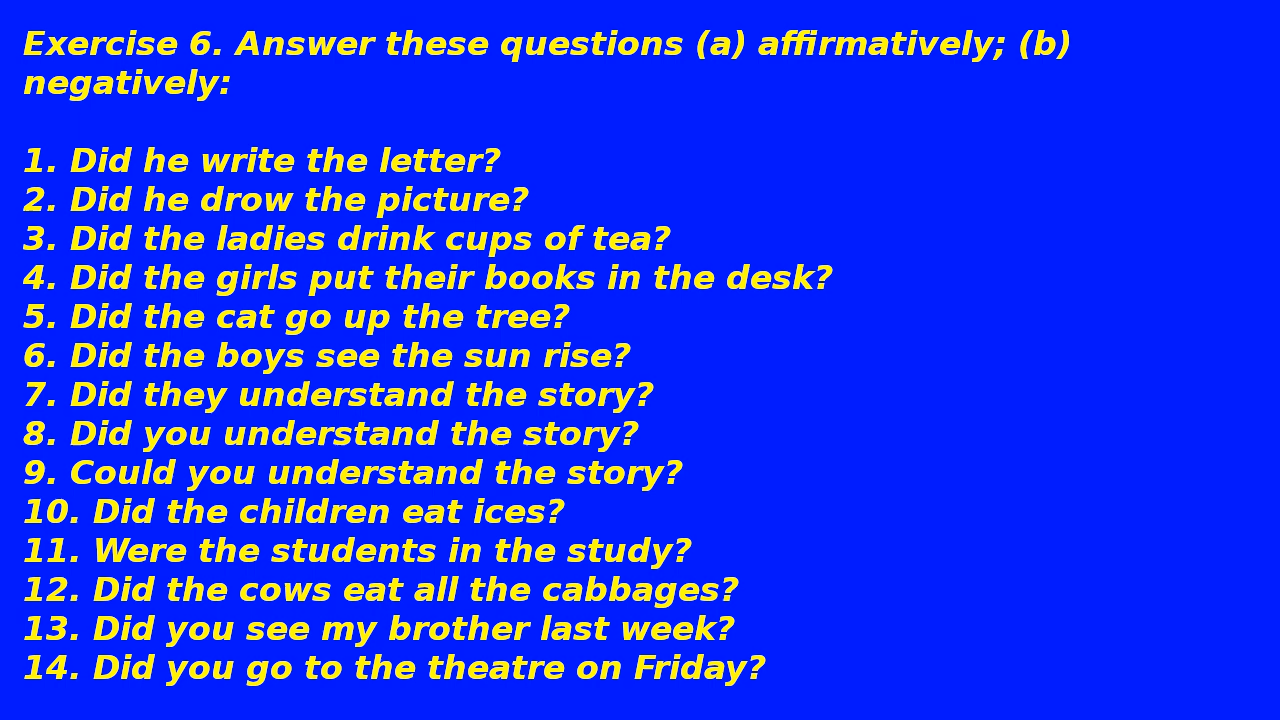 Exercise 6. Answer these questions (a) affirmatively; (b)
negatively:
1. Did he write the letter?
2. Did he drow the picture?
3. Did the ladies drink cups of tea?
4. Did the girls put their books in the desk?
5. Did the cat go up the tree?
6. Did the boys see the sun rise?
7. Did they understand the story?
8. Did you understand the story?
9. Could you understand the story?
10. Did the children eat ices?
11. Were the students in the study?
12. Did the cows eat all the cabbages?
13. Did you see my brother last week?
14. Did you go to the theatre on Friday?